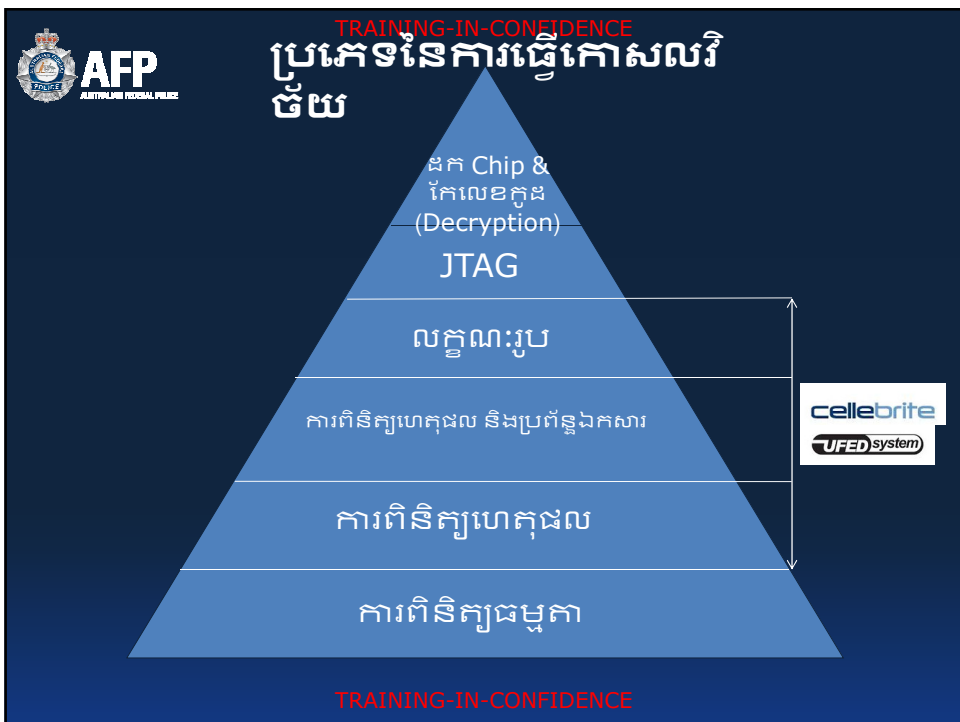 TRAINING-IN-CONFIDENCE
ប្រភេទនៃការធ្វើកោសលវិ
ច័យ
AFP
AUSTRALIAN FEDERAL POLICE
ដក Chip &
កែលេខកូដ
(Decryption)
JTAG
លក្ខណៈរូប
ការពិនិត្យហេតុផល និងប្រព័ន្ធឯកសារ
cellebrite
UFED system
ការពិនិត្យហេតុផល
ការពិនិត្យធម្មតា
TRAINING-IN-CONFIDENCE